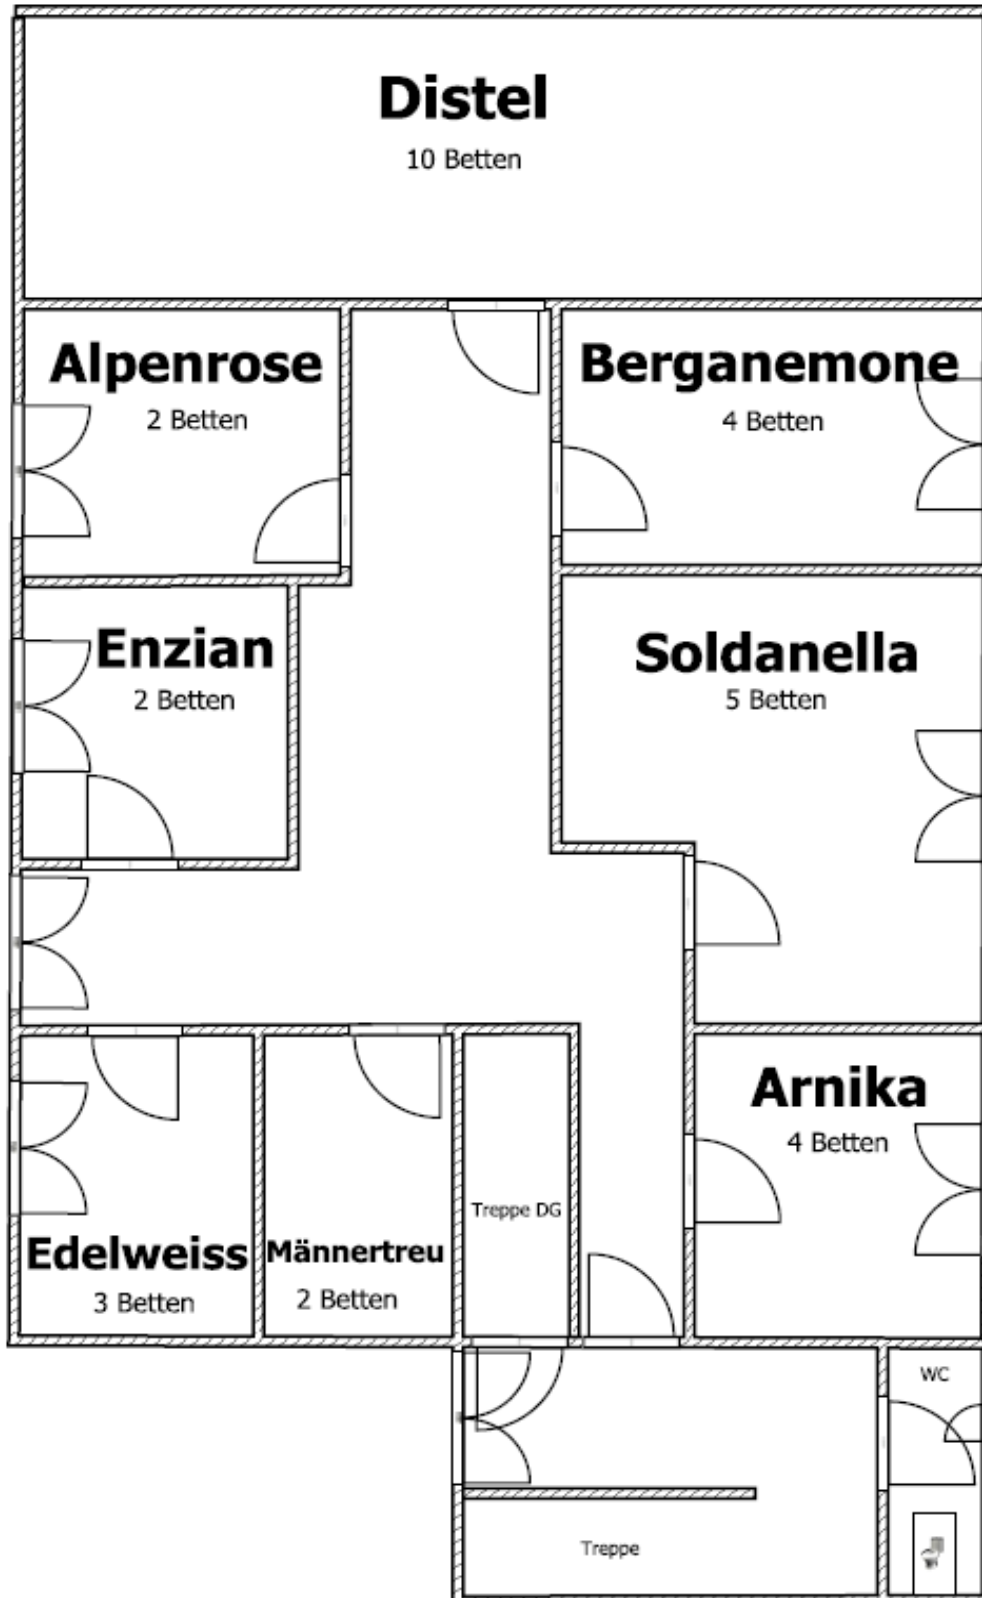 Distel
10 Betten
Alpenrose
2 Betten
Berganemone
4 Betten
Enzian
2 Betten
Soldanella
5 Betten
Arnika
4 Betten
Edelweiss
3 Betten
Männertreu
2 Betten
Treppe DG
WC
Treppe